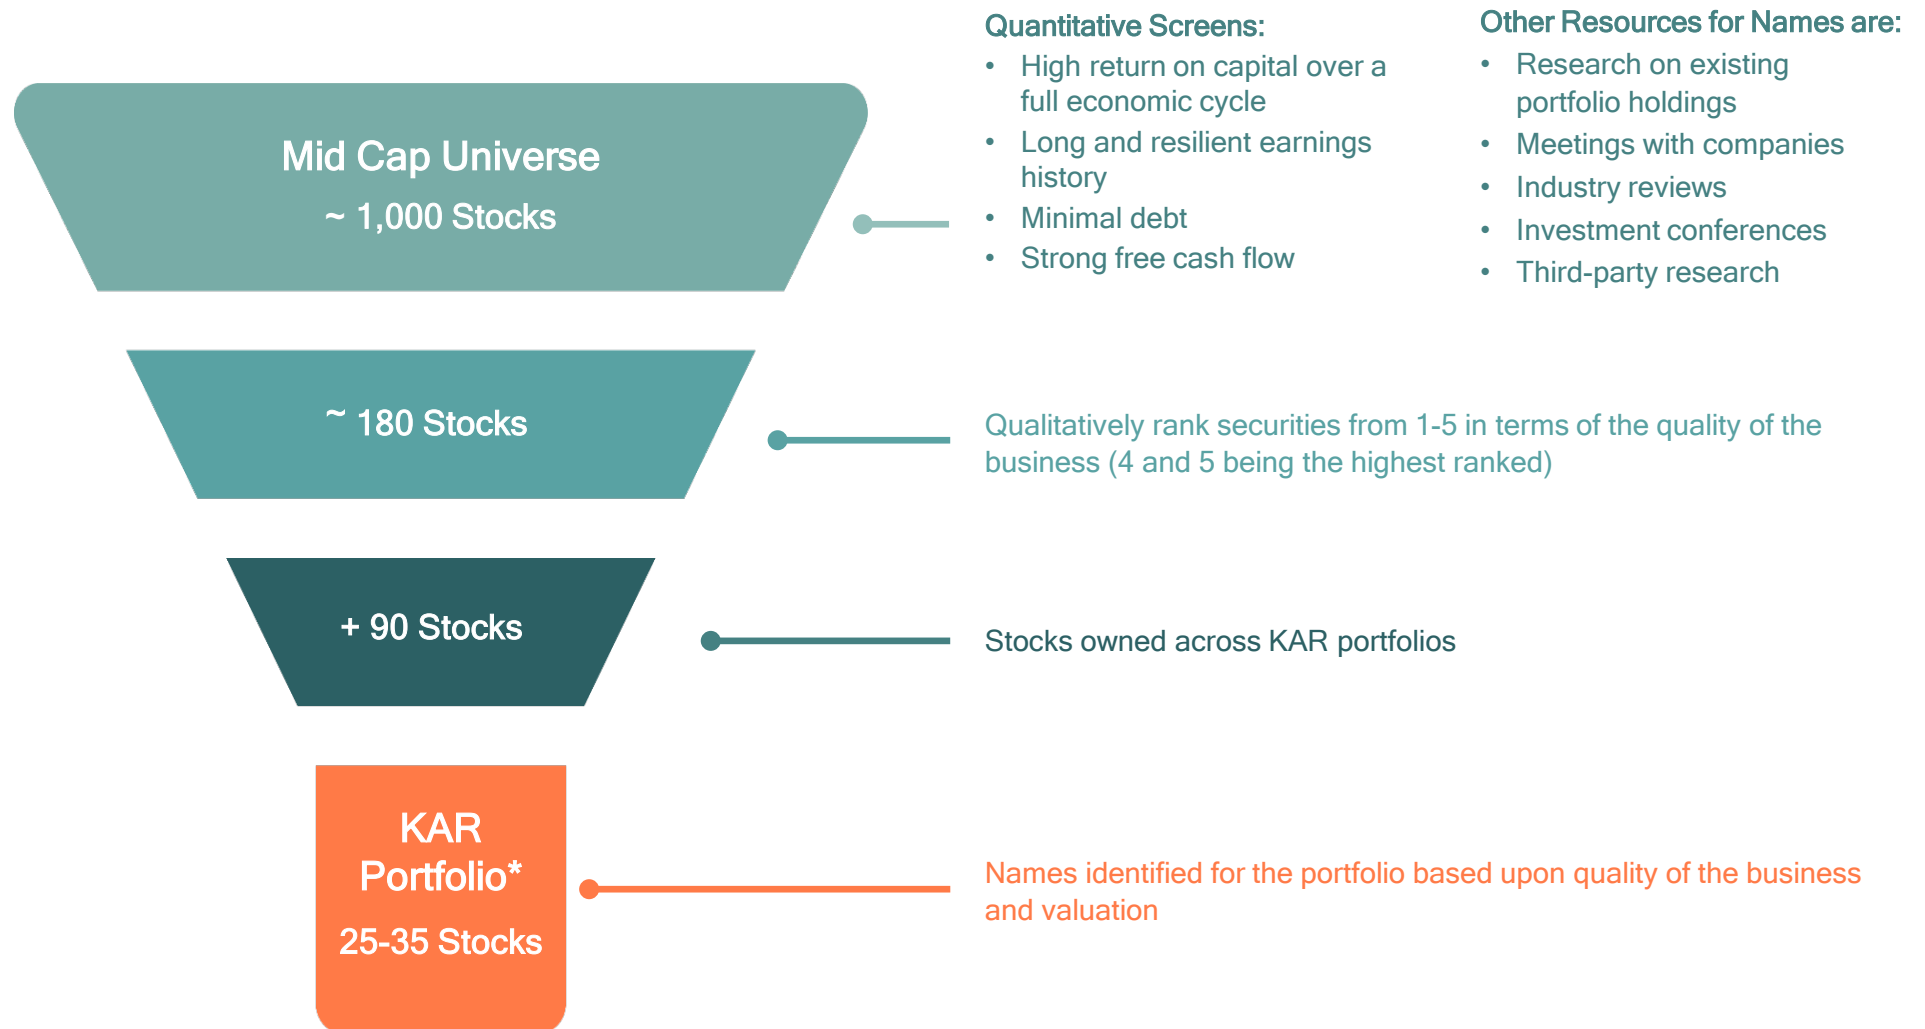 Quantitative Screens:
• High return on capital over a
full economic cycle
• Long and resilient earnings
history
• Minimal debt
• Strong free cash flow
Other Resources for Names are:
• Research on existing
portfolio holdings
• Meetings with companies
• Industry reviews
• Investment conferences
• Third-party research
Mid Cap Universe
~ 1,000 Stocks
~ 180 Stocks
Qualitatively rank securities from 1-5 in terms of the quality of the
business (4 and 5 being the highest ranked)
+ 90 Stocks
Stocks owned across KAR portfolios
KAR
Portfolio*
25-35 Stocks
Names identified for the portfolio based upon quality of the business
and valuation